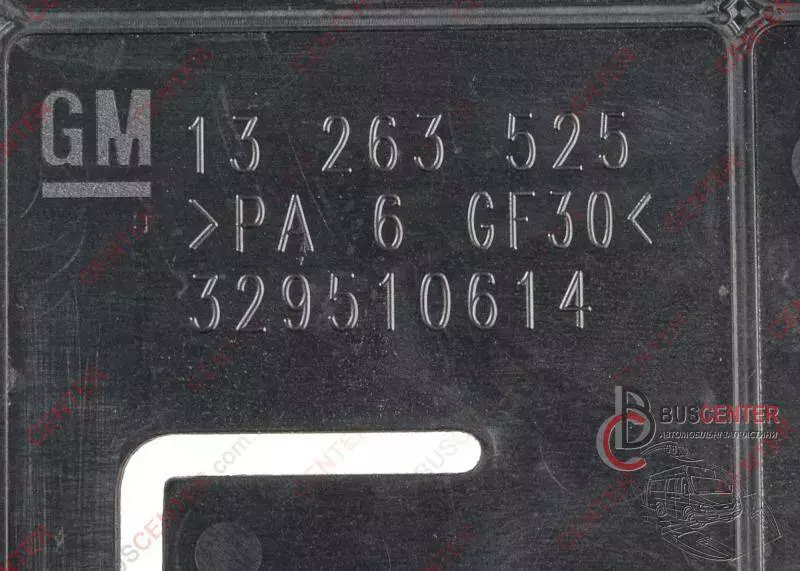 GM
13 263 525
>PA 6 GF30<
329510614
BUSCENTER
АВТОМОБІЛЬНІ ЗАПЧАСТИНИ